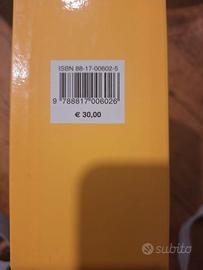 ISBN 88-17-00602-5
9 788817 006026
€ 30,00
subito